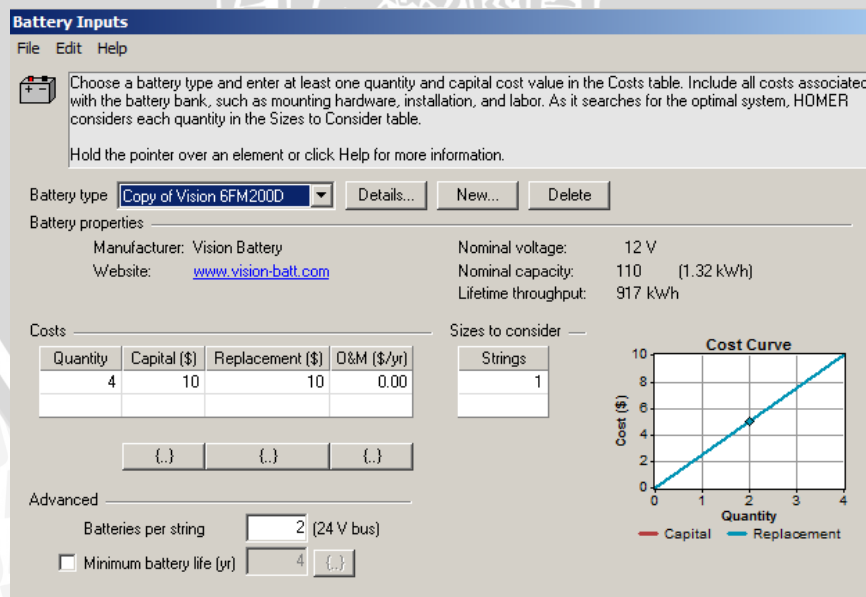 Battery Inputs
File Edit Help
Choose a battery type and enter at least one quantity and capital cost value in the Costs table. Include all costs associated
with the battery bank, such as mounting hardware, installation, and labor. As it searches for the optimal system, HOMER
considers each quantity in the Sizes to Consider table.
Hold the pointer over an element or click Help for more information.
Battery type Copy of Vision 6FM200D Details... New... Delete
Battery properties
Manufacturer: Vision Battery Nominal voltage: 12 V
Website: www.vision-batt.com Nominal capacity: 110 (1.32 kWh)
Lifetime throughput: 917 kWh
Costs Sizes to consider
Quantity Capital ($) Replacement ($) O&M ($/yr) Strings
4 10 10 0.00 1
{..} {..} {..}
Cost Curve
Cost ($)
10
8
6
4
2
0
0 1 2 3 4
Quantity
Capital Replacement
Advanced
Batteries per string 2 (24 V bus)
Minimum battery life (yr) 4 {..}